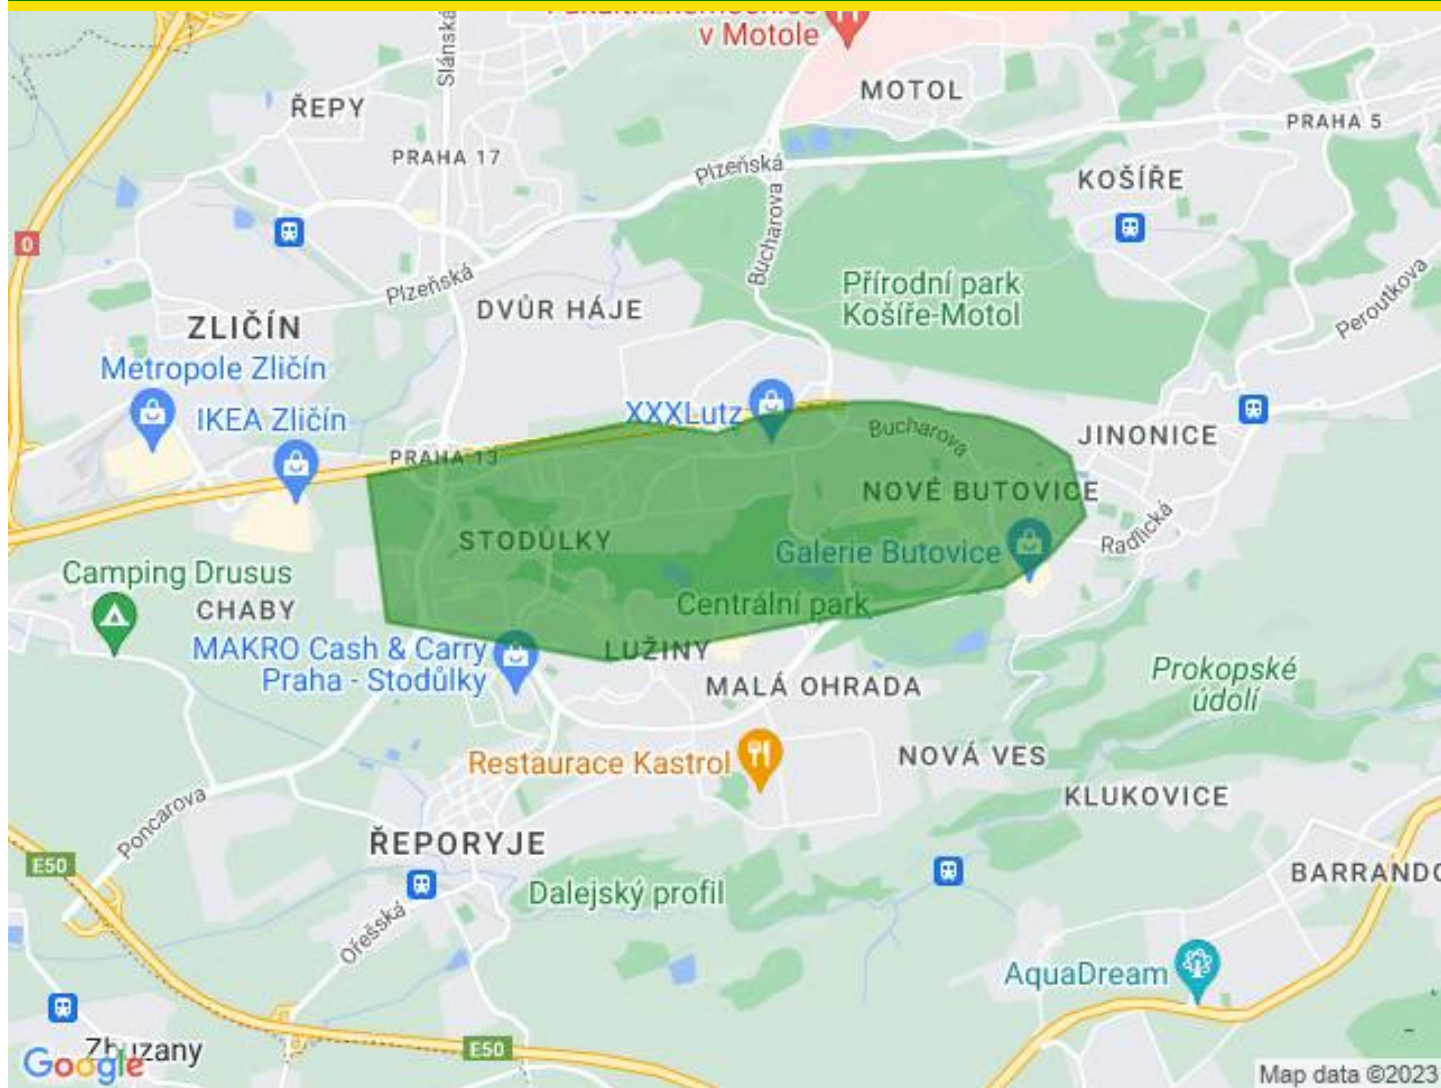 v Motole
Slánská
MOTOL
ŘEPY
PRAHA 5
PRAHA 17
Plzeňská
KOŠÍŘE
Bucharova
Plzeňská
Přírodní park
Košíře-Motol
DVŮR HÁJE
Peroutkova
0
ZLIČÍN
Metropole Zličín
IKEA Zličín
XXXLutz
Bucharova
JINONICE
PRAHA 13
NOVÉ BUTOVICE
STODŮLKY
Galerie Butovice
Radlická
Camping Drusus
CHABY
Centrální park
MAKRO Cash & Carry
Praha - Stodůlky
LUŽINY
MALÁ OHRADA
Prokopské
údolí
Restaurace Kastrol
NOVÁ VES
KLUKOVICE
Poncarova
ŘEPORYJE
E50
BARRANDO
Dalejský profil
Ořešská
AquaDream
Zbuzany
E50
Google
Map data ©2023